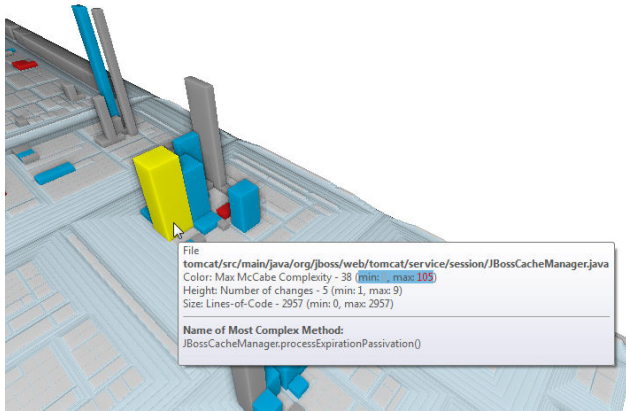 File
tomcat/src/main/java/org/jboss/web/tomcat/service/session/JBossCacheManager.java
Color: Max McCabe Complexity - 38 (min: , max: 105)
Height: Number of changes - 5 (min: 1, max: 9)
Size: Lines-of-Code - 2957 (min: 0, max: 2957)
Name of Most Complex Method:
JBossCacheManager.processExpirationPassivation()